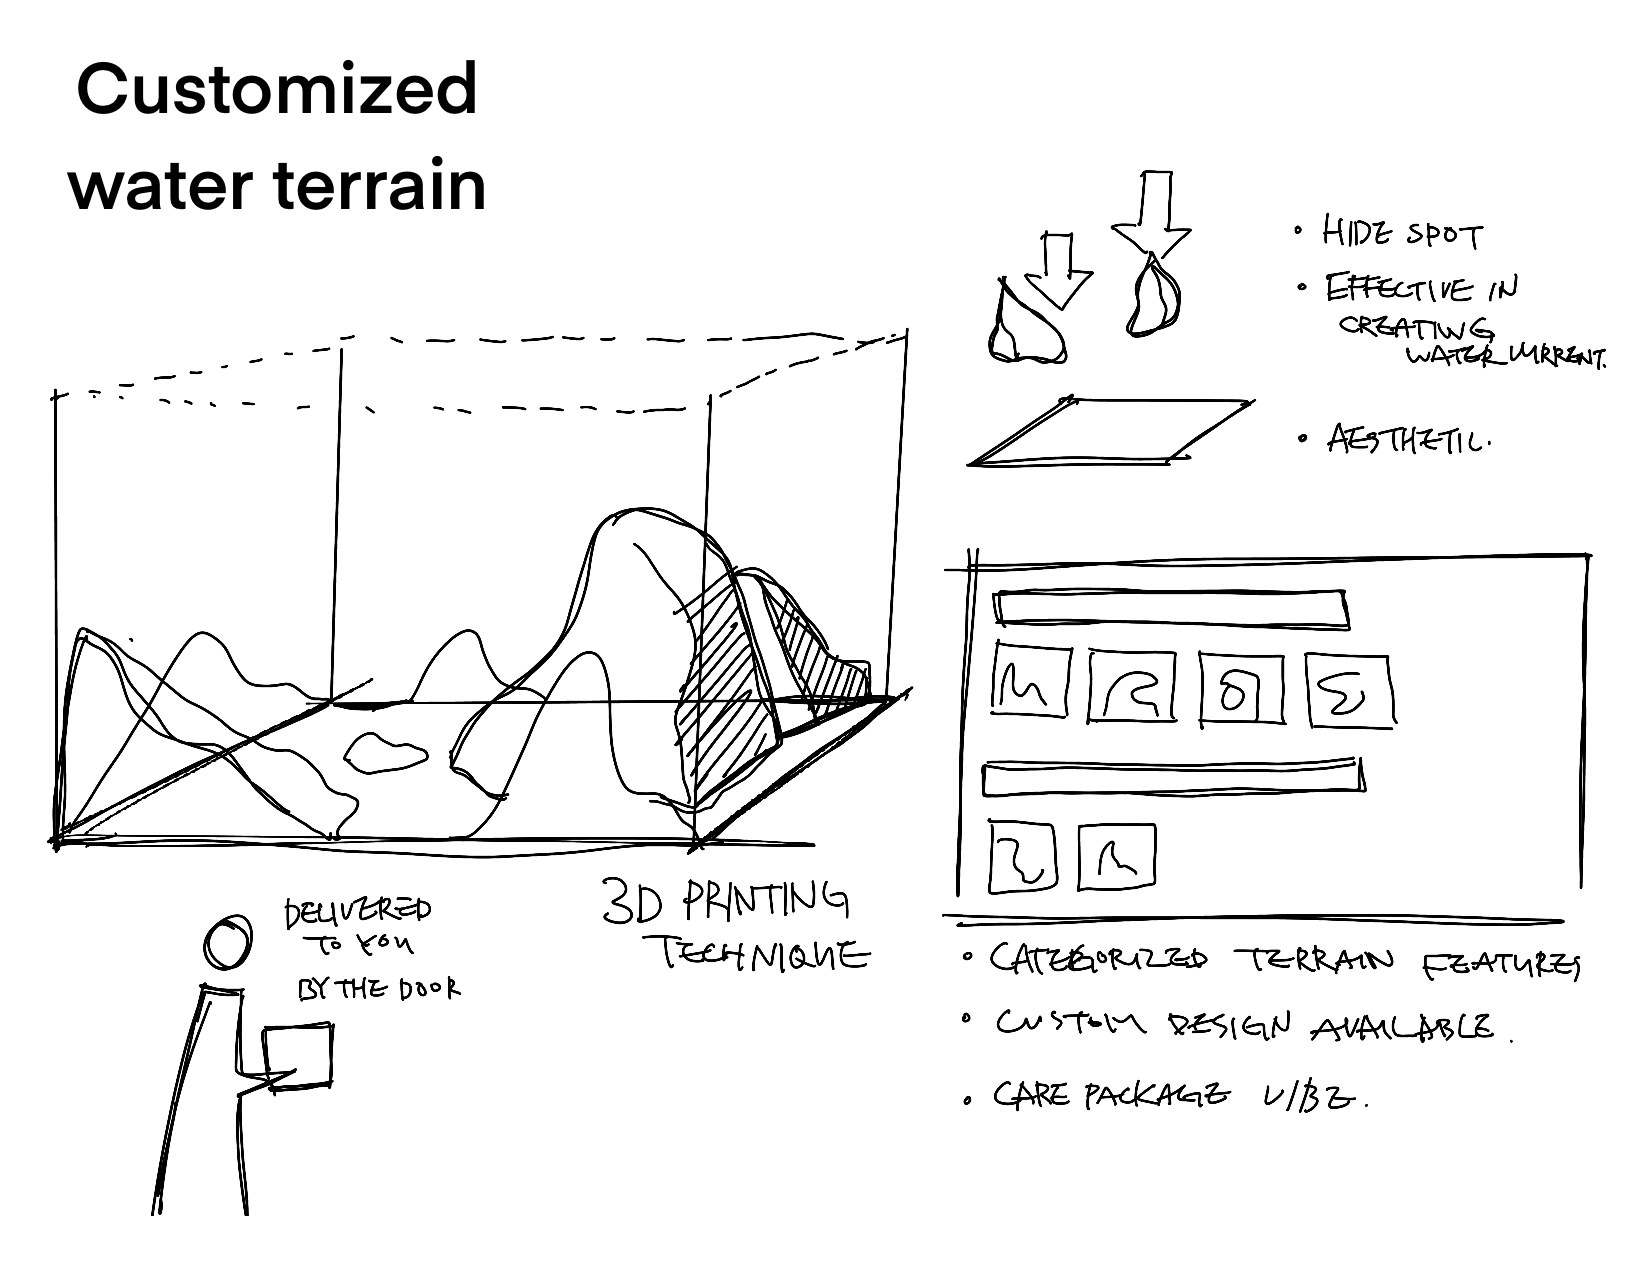 Customized
water terrain
• HIDE SPOT
• EFFECTIVE IN
CREATING
WATER CURRENT.
• AESTHETIC.
3D PRINTING
TECHNIQUE
DELIVERED
TO YOU
BY THE DOOR
• CATEGORIZED TERRAIN FEATURES
• CUSTOM DESIGN AVAILABLE.
• CARE PACKAGE VIBE.